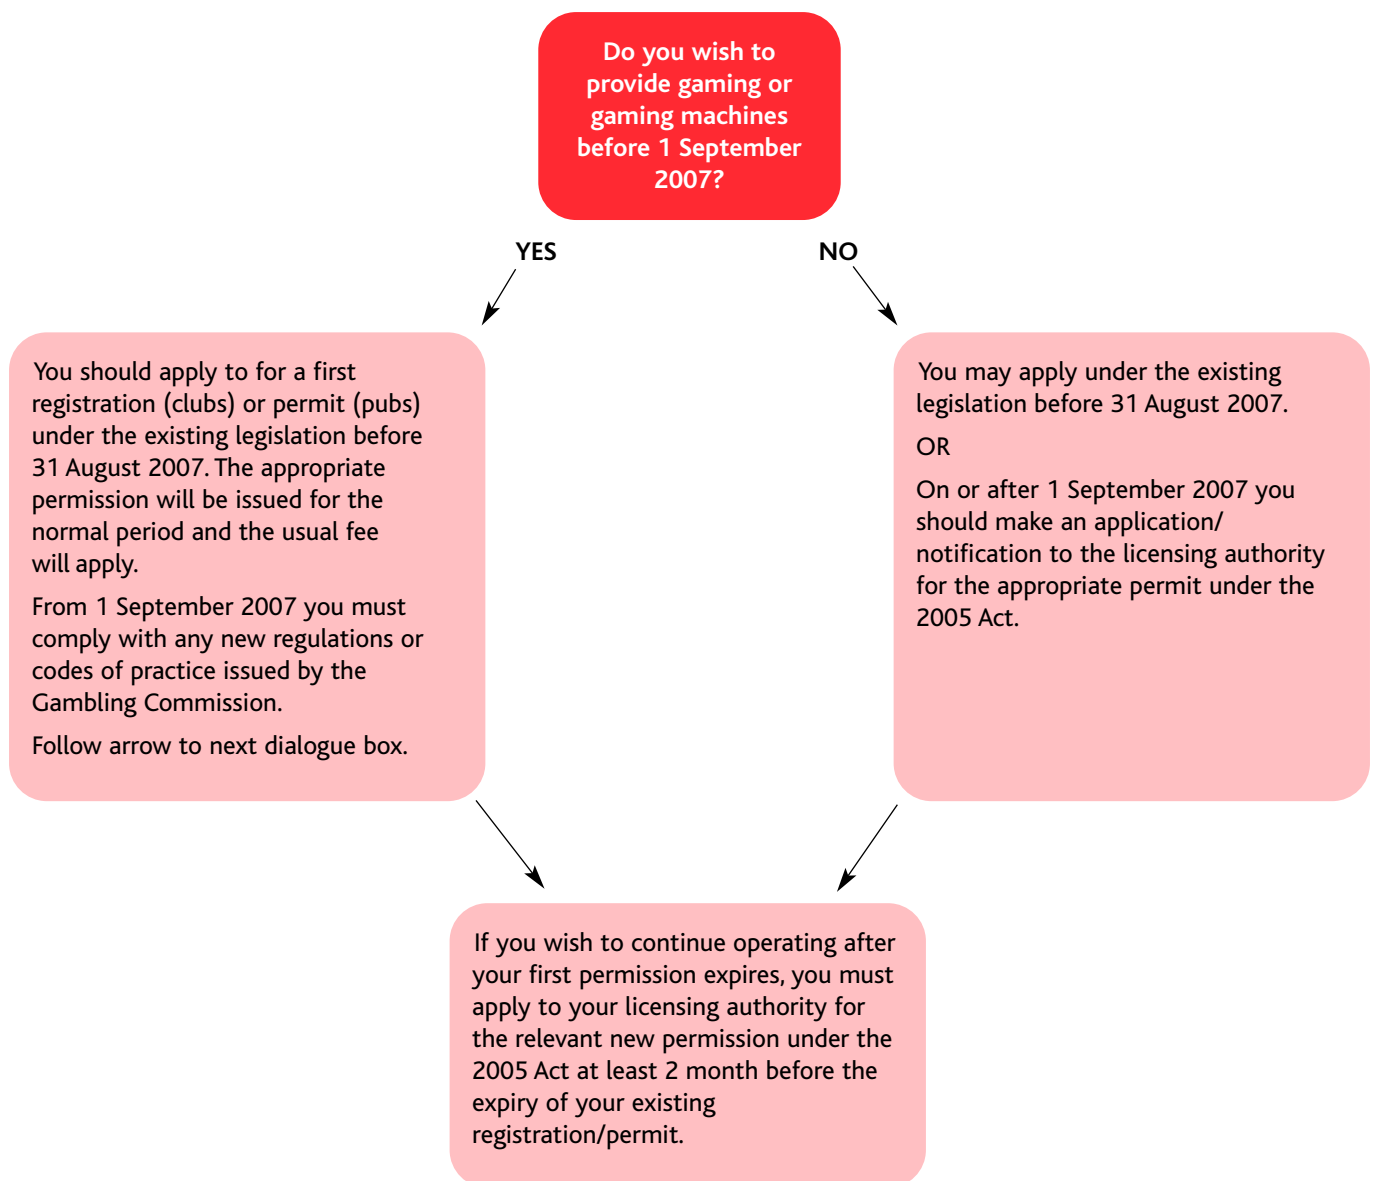 Do you wish to
provide gaming or
gaming machines
before 1 September
2007?
YES
NO
You should apply to for a first
registration (clubs) or permit (pubs)
under the existing legislation before
31 August 2007. The appropriate
permission will be issued for the
normal period and the usual fee
will apply.
From 1 September 2007 you must
comply with any new regulations or
codes of practice issued by the
Gambling Commission.
Follow arrow to next dialogue box.
You may apply under the existing
legislation before 31 August 2007.
OR
On or after 1 September 2007 you
should make an application/
notification to the licensing authority
for the appropriate permit under the
2005 Act.
If you wish to continue operating after
your first permission expires, you must
apply to your licensing authority for
the relevant new permission under the
2005 Act at least 2 month before the
expiry of your existing
registration/permit.